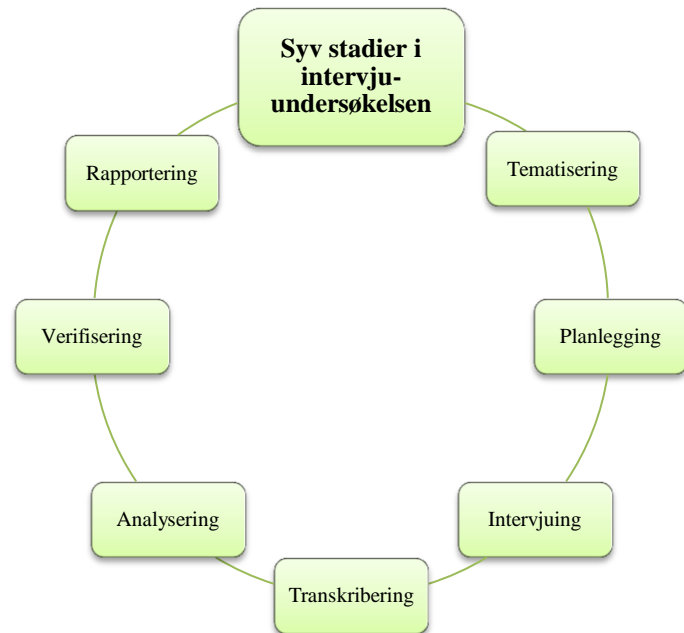 Syv stadier i
intervju-
undersøkelsen
Tematisering
Planlegging
Intervjuing
Transkribering
Analysering
Verifisering
Rapportering